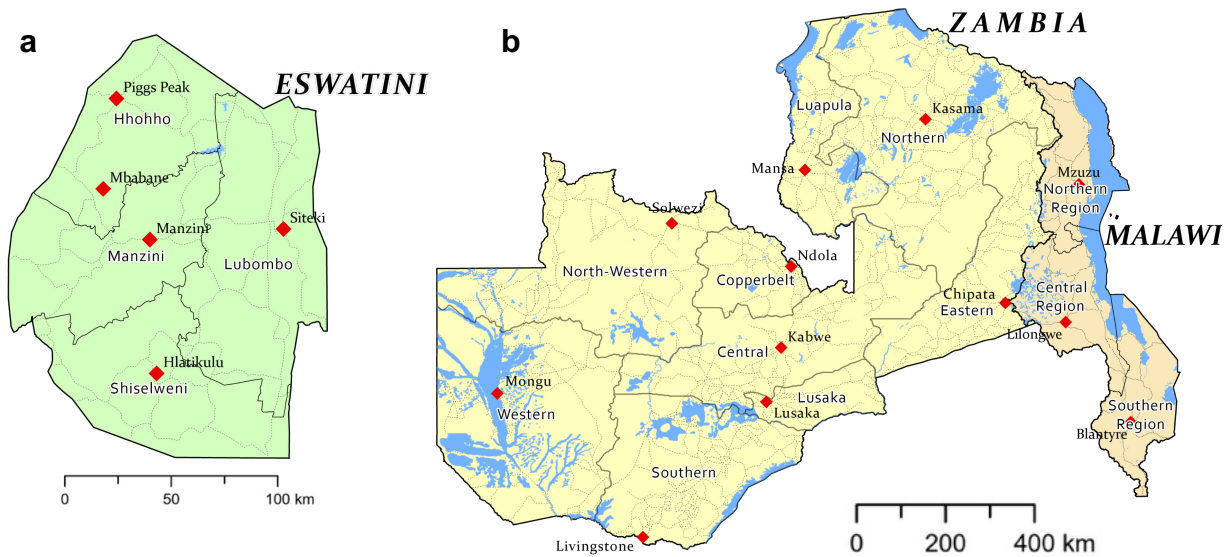 a
ESWATINI
Piggs Peak
Hhohho
Mbabane
Manzini
Manzini
Siteki
Lubombo
Hlatikulu
Shiselweni
0 50 100 km
b
ZAMBIA
Luapula
Kasama
Northern
Mansa
Mzuzu
Northern
Region
MALAWI
Solwezi
North-Western
Ndola
Copperbelt
Chipata
Eastern
Central
Region
Lilongwe
Kabwe
Central
Mongu
Western
Lusaka
Lusaka
Southern
Region
Blantyre
Southern
Livingstone
0 200 400 km